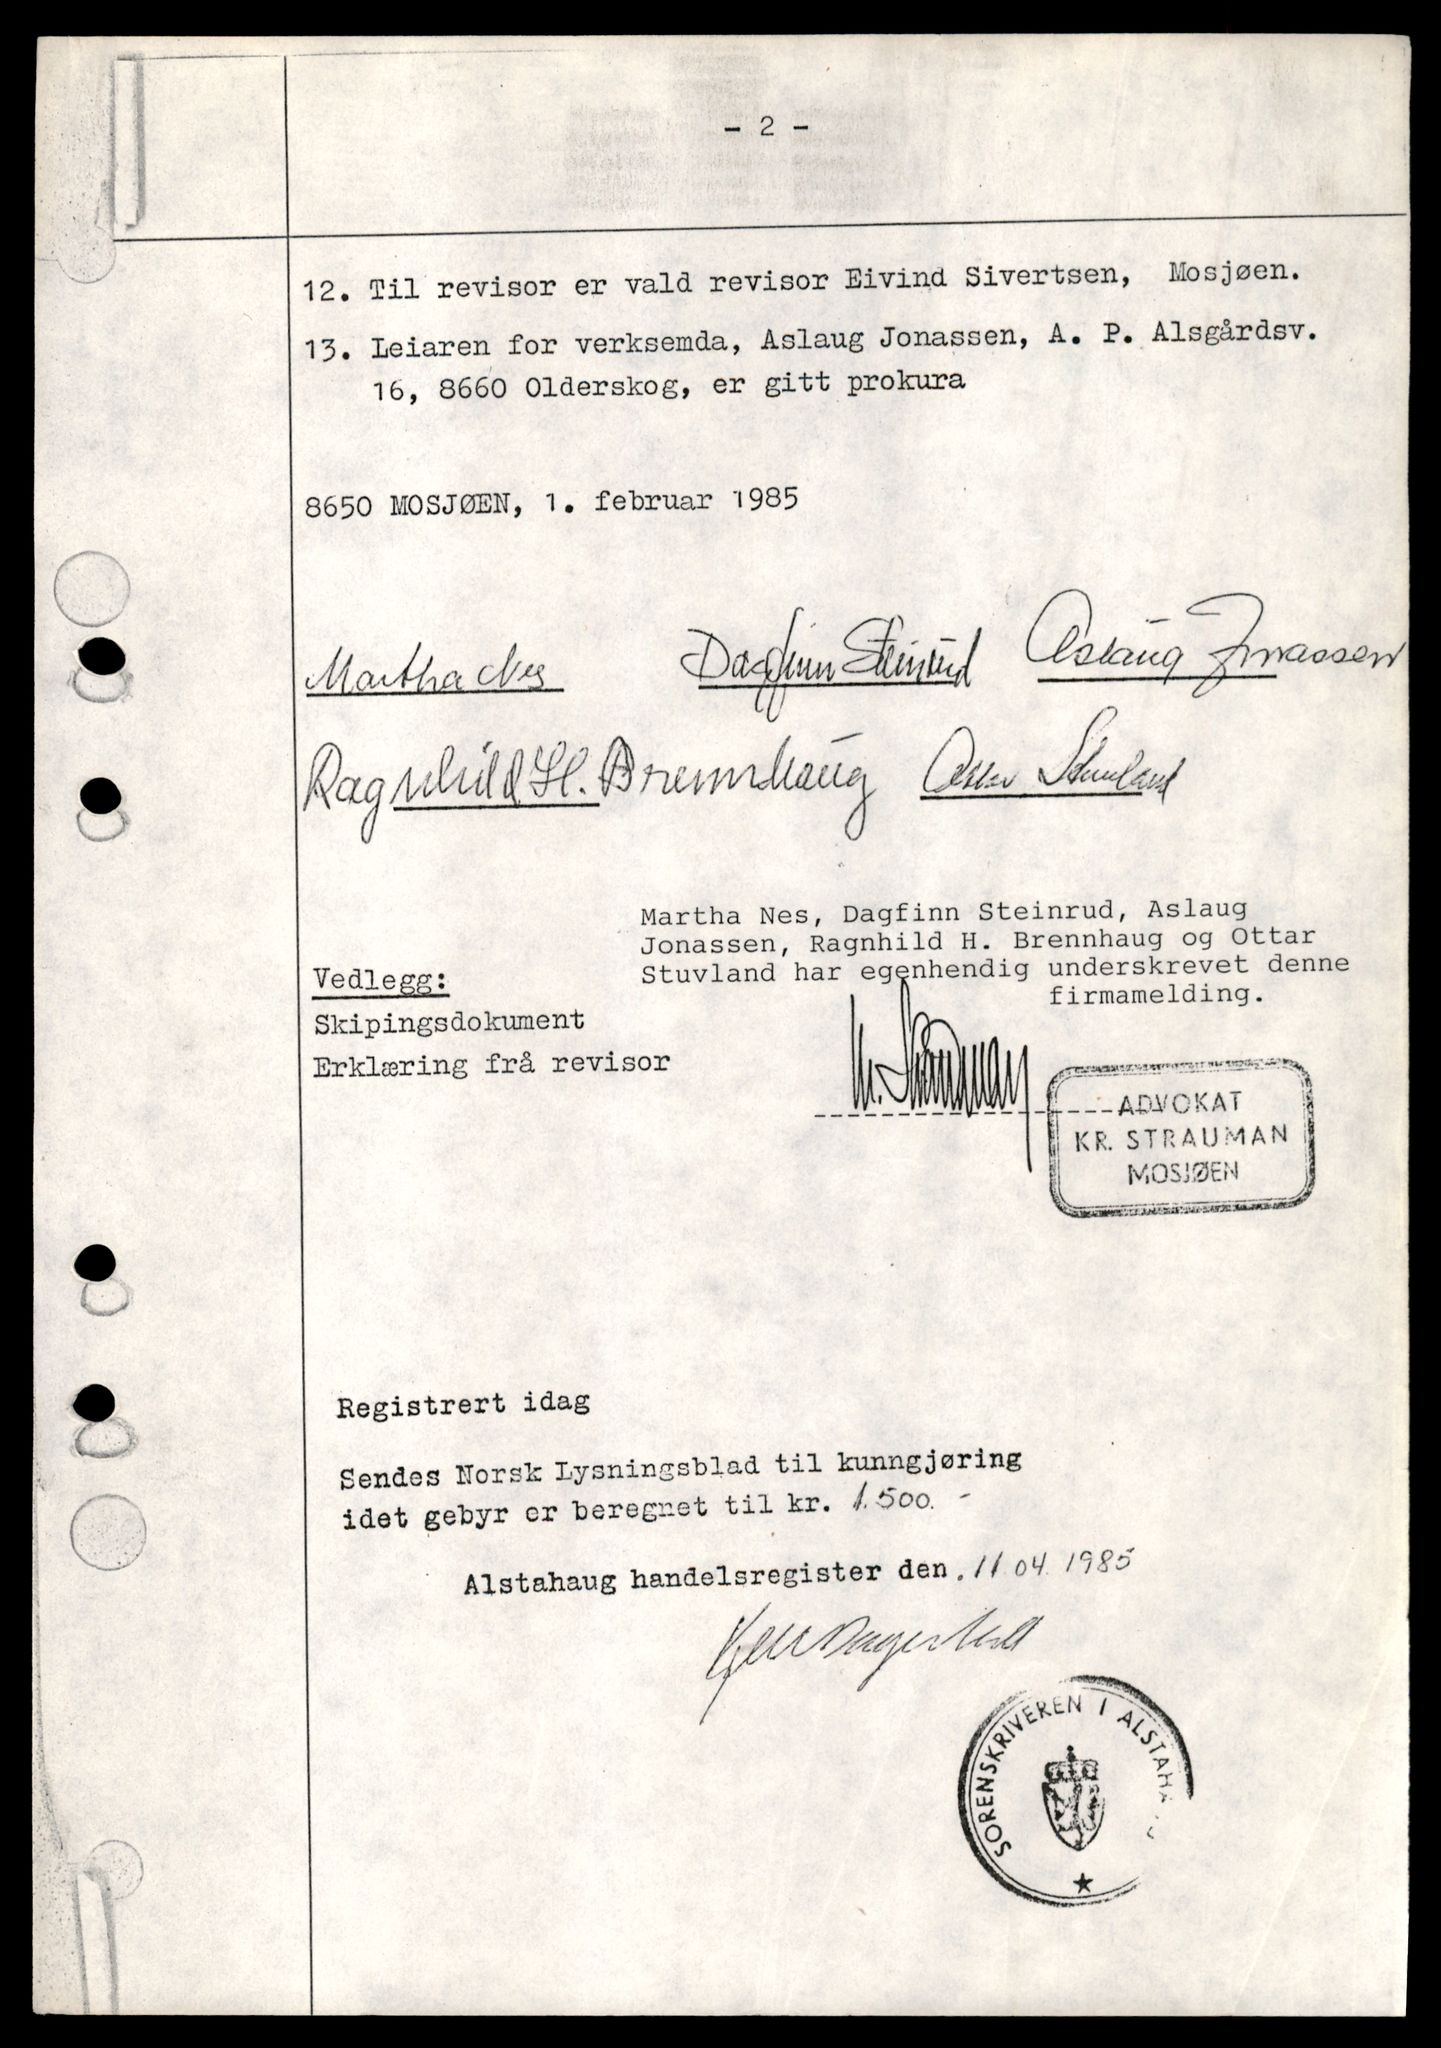 - 2 -
12. Til revisor er vald revisor Eivind Sivertsen, Mosjøen.
13. Leiaren for verksemda, Aslaug Jonassen, A. P. Alsgårdsv.
16, 8660 Olderskog, er gitt prokura
8650 MOSJØEN, 1. februar 1985
Martha Nes Dagfinn Steinrud Aslaug Jonassen
Ragnhild H. Brennhaug Ottar Stuvland
Martha Nes, Dagfinn Steinrud, Aslaug
Jonassen, Ragnhild H. Brennhaug og Ottar
Stuvland har egenhendig underskrevet denne
firmamelding.
Vedlegg:
Skipingsdokument
Erklæring frå revisor
ADVOKAT
KR. STRAUMAN
MOSJØEN
Registrert idag
Sendes Norsk Lysningsblad til kunngjøring
idet gebyr er beregnet til kr. 1.500.-
Alstahaug handelsregister den 11.04.1985
SORENSKRIVEREN I ALSTAHA